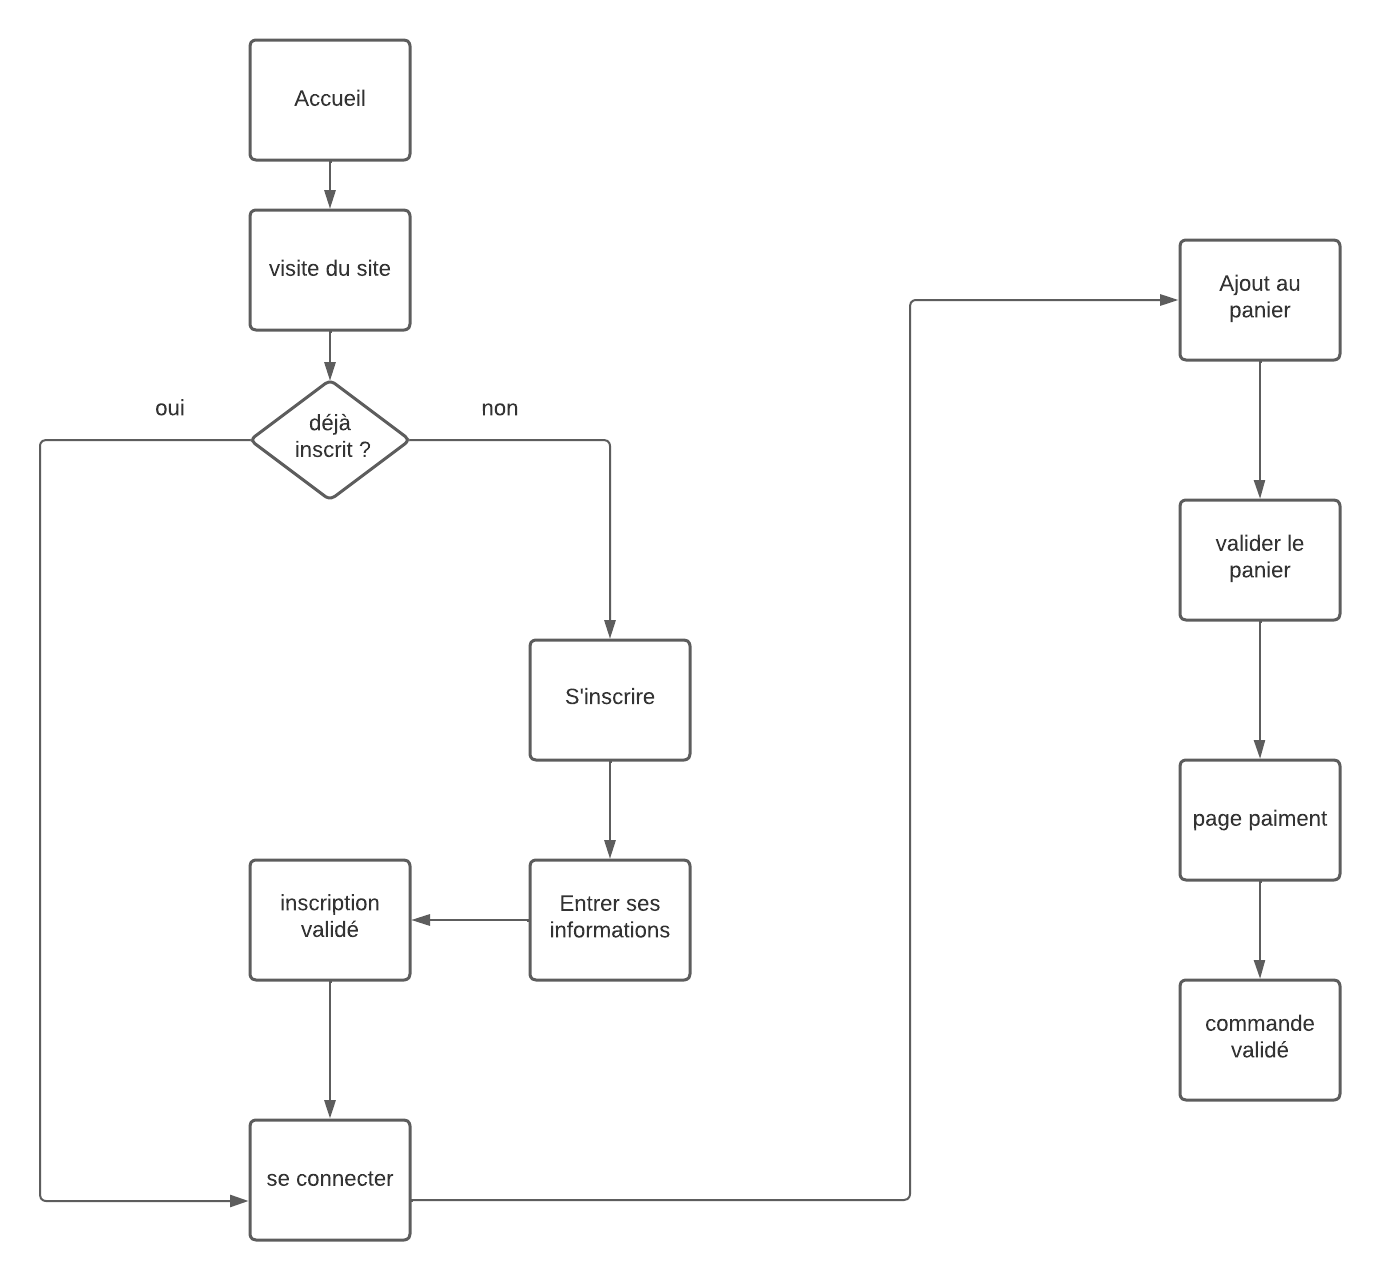 Accueil
visite du site
oui
déjà
inscrit ?
non
S'inscrire
Entrer ses
informations
inscription
validé
se connecter
Ajout au
panier
valider le
panier
page paiment
commande
validé